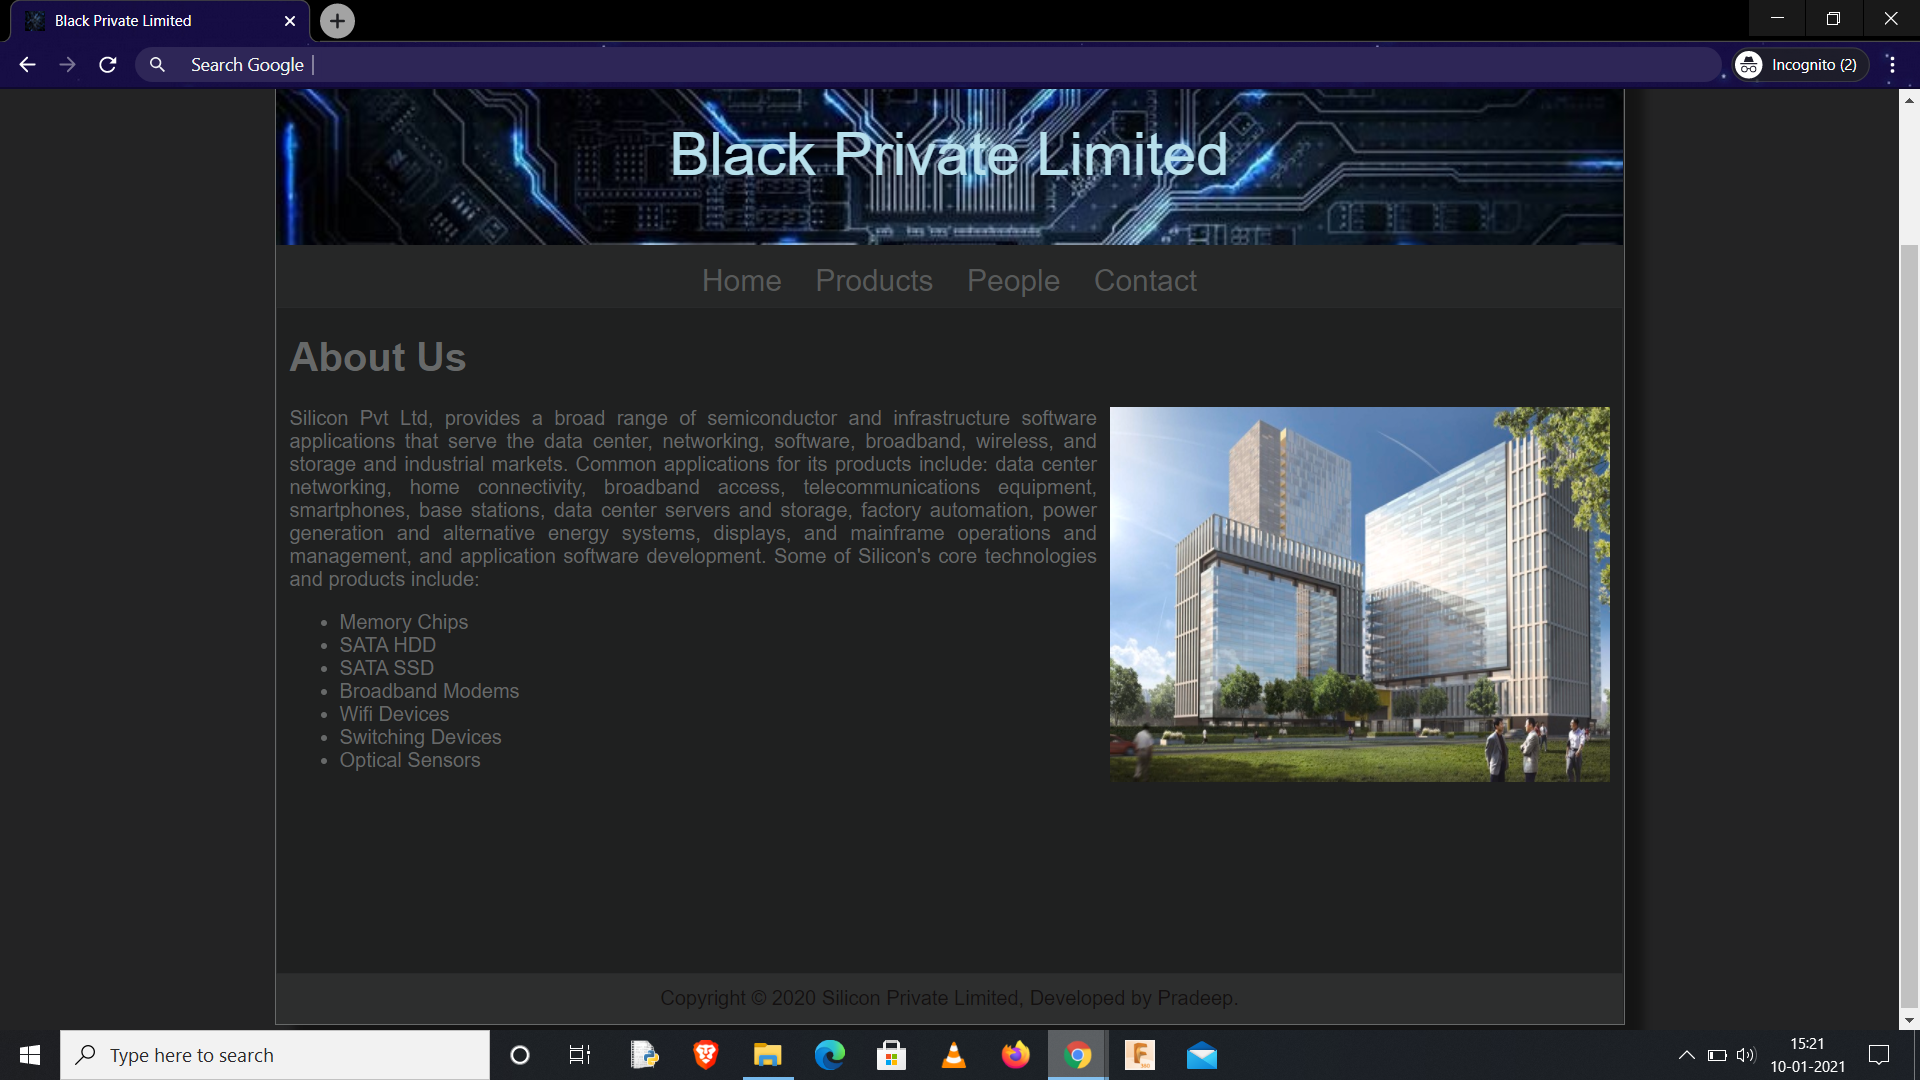 Black Private Limited
Search Google
Incognito (2)
Black Private Limited
Home Products People Contact
About Us
Silicon Pvt Ltd, provides a broad range of semiconductor and infrastructure software
applications that serve the data center, networking, software, broadband, wireless, and
storage and industrial markets. Common applications for its products include: data center
networking, home connectivity, broadband access, telecommunications equipment,
smartphones, base stations, data center servers and storage, factory automation, power
generation and alternative energy systems, displays, and mainframe operations and
management, and application software development. Some of Silicon's core technologies
and products include:
• Memory Chips
• SATA HDD
• SATA SSD
• Broadband Modems
• Wifi Devices
• Switching Devices
• Optical Sensors
Copyright © 2020 Silicon Private Limited, Developed by Pradeep.
Type here to search
15:21
10-01-2021